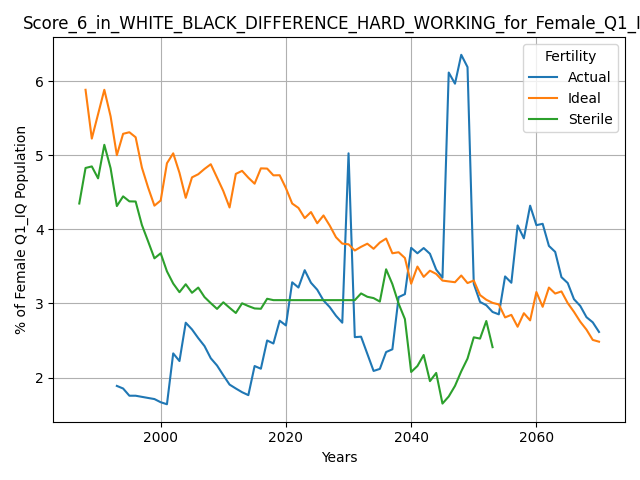 Score_6_in_WHITE_BLACK_DIFFERENCE_HARD_WORKING_for_Female_Q1_I
Fertility
Actual
Ideal
Sterile
% of Female Q1_IQ Population
6
5
4
3
2
2000 2020 2040 2060
Years